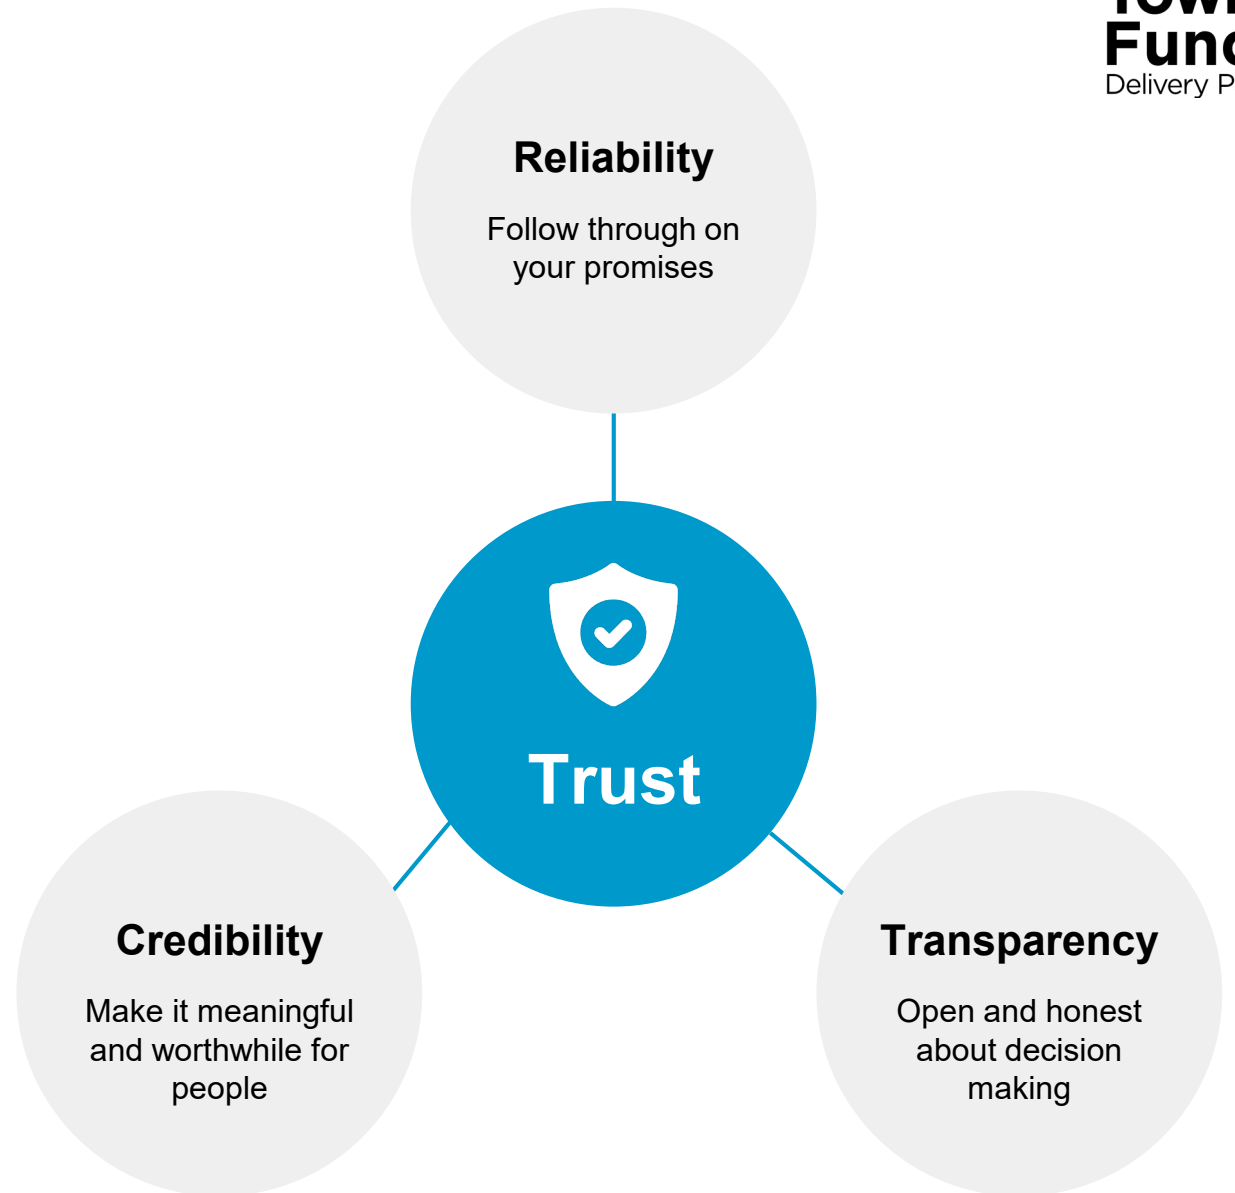 Delivery
Reliability
Follow through on
your promises
Trust
Credibility
Make it meaningful
and worthwhile for
people
Transparency
Open and honest
about decision
making